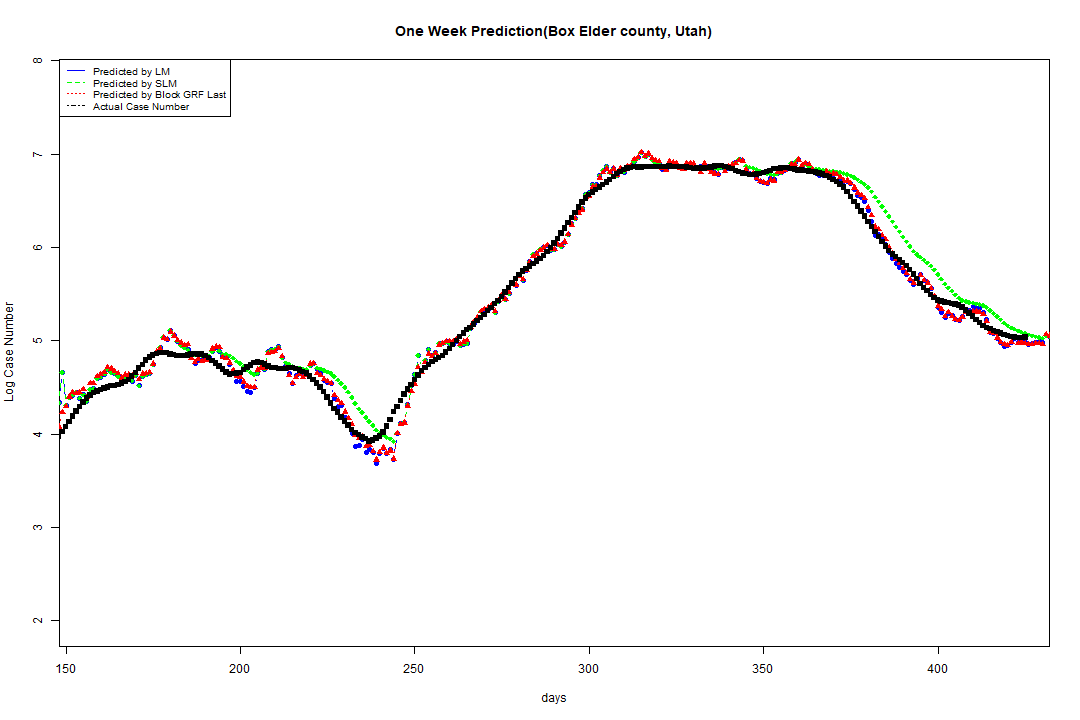 One Week Prediction(Box Elder county, Utah)
Predicted by LM
Predicted by SLM
Predicted by Block GRF Last
Actual Case Number
8
7
6
5
4
3
2
Log Case Number
150 200 250 300 350 400
days